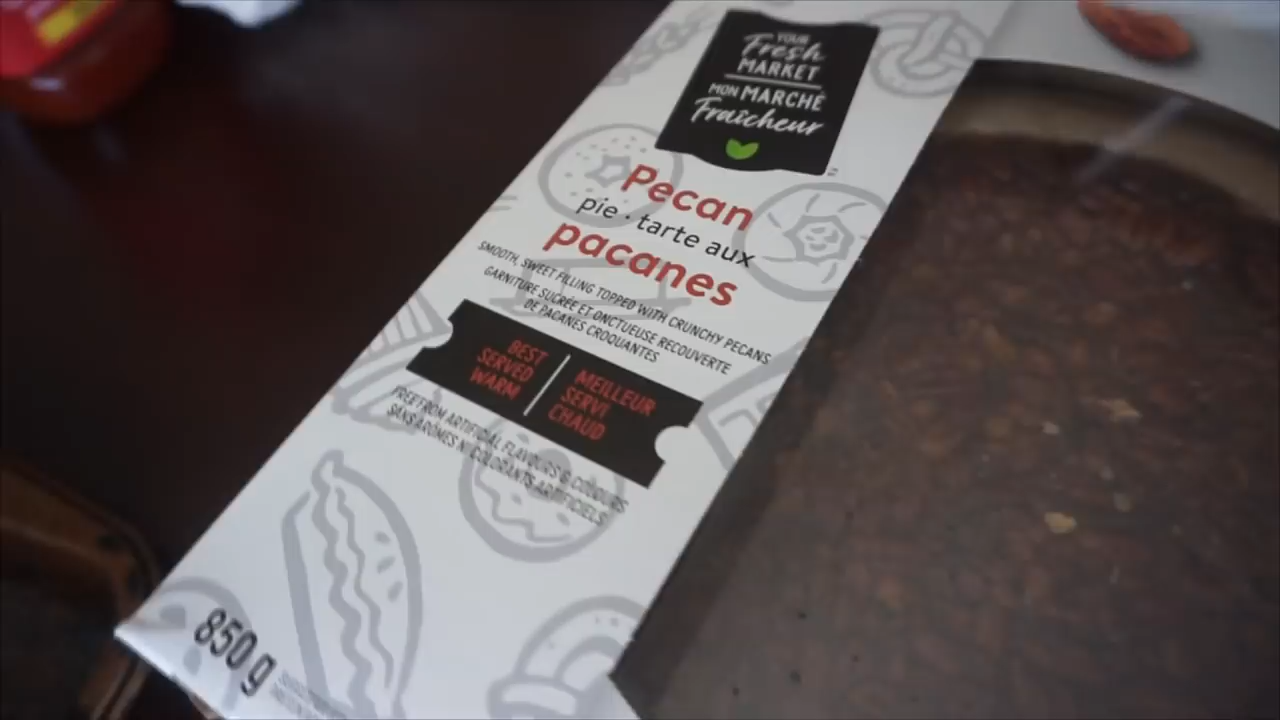 YOUR
Fresh
MARKET
MON MARCHÉ
Fraîcheur
Pecan
pie · tarte aux
pacanes
SMOOTH, SWEET FILLING TOPPED WITH CRUNCHY PECANS
GARNITURE SUCRÉE ET ONCTUEUSE RECOUVERTE
DE PACANES CROQUANTES
BEST
SERVED
WARM
MEILLEUR
SERVI
CHAUD
FREE FROM ARTIFICIAL FLAVOURS & COLOURS
SANS ARÔMES NI COLORANTS ARTIFICIELS
850 g